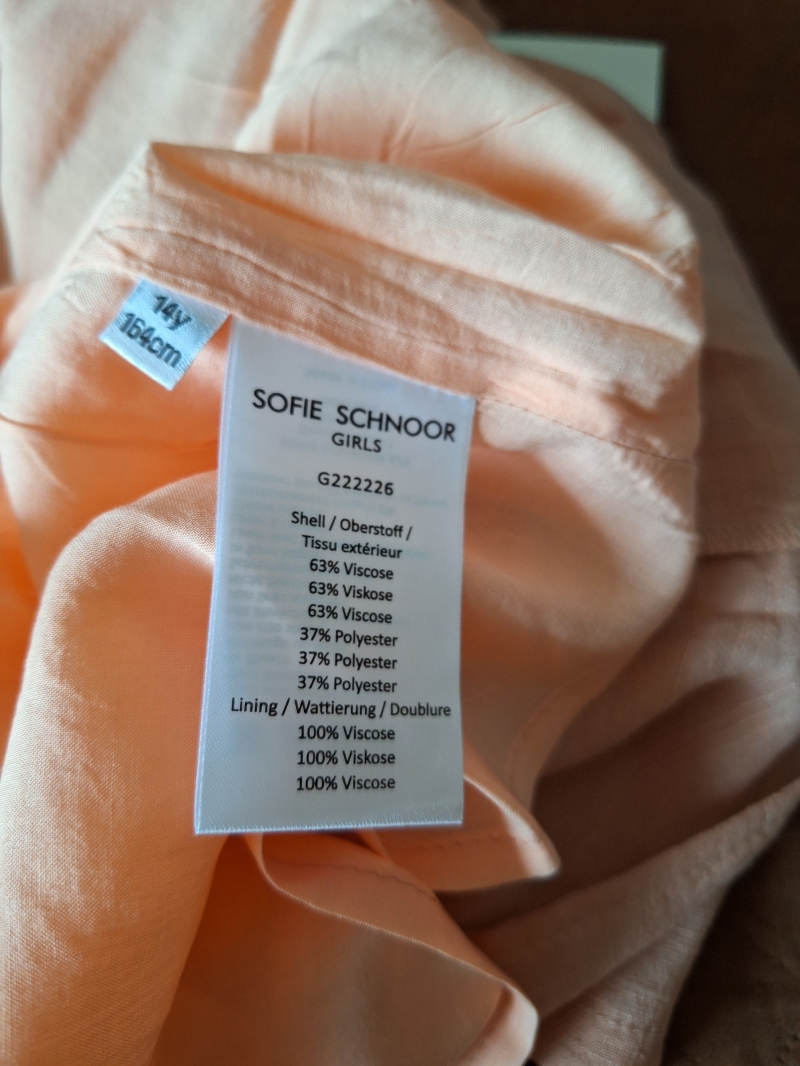 14y
164cm
SOFIE SCHNOOR
GIRLS
G222226
Shell / Oberstoff /
Tissu extérieur
63% Viscose
63% Viskose
63% Viscose
37% Polyester
37% Polyester
37% Polyester
Lining / Wattierung / Doublure
100% Viscose
100% Viskose
100% Viscose